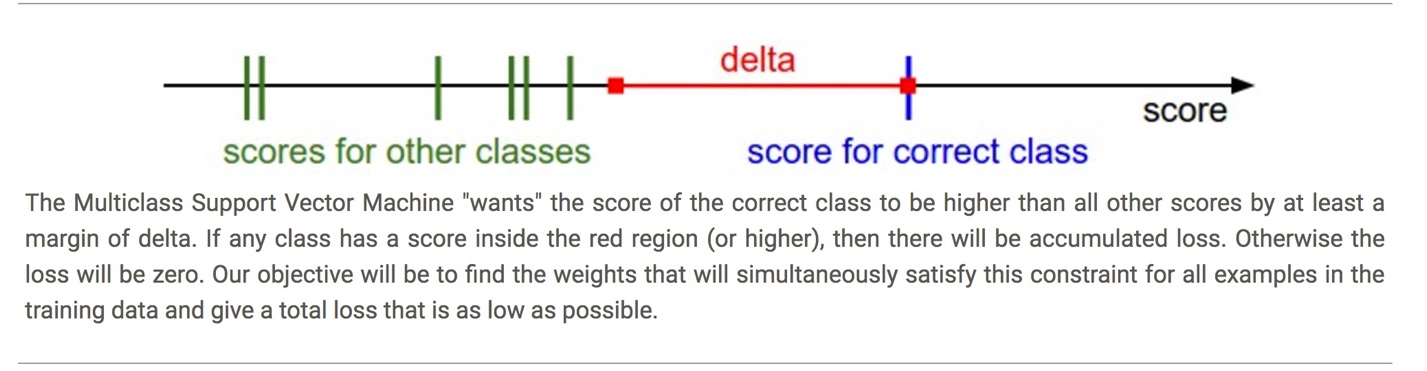 delta
score
scores for other classes
score for correct class
The Multiclass Support Vector Machine "wants" the score of the correct class to be higher than all other scores by at least a
margin of delta. If any class has a score inside the red region (or higher), then there will be accumulated loss. Otherwise the
loss will be zero. Our objective will be to find the weights that will simultaneously satisfy this constraint for all examples in the
training data and give a total loss that is as low as possible.